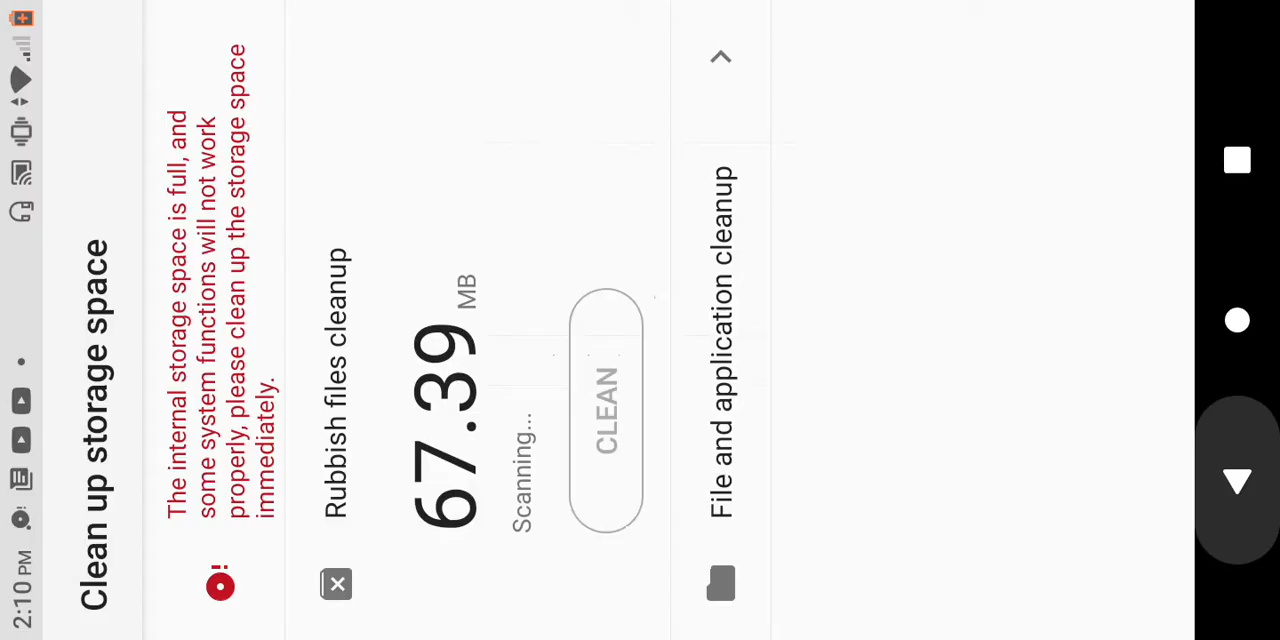 2:10 PM
Clean up storage space
The internal storage space is full, and
some system functions will not work
properly, please clean up the storage space
immediately.
Rubbish files cleanup
67.39 MB
Scanning...
CLEAN
File and application cleanup